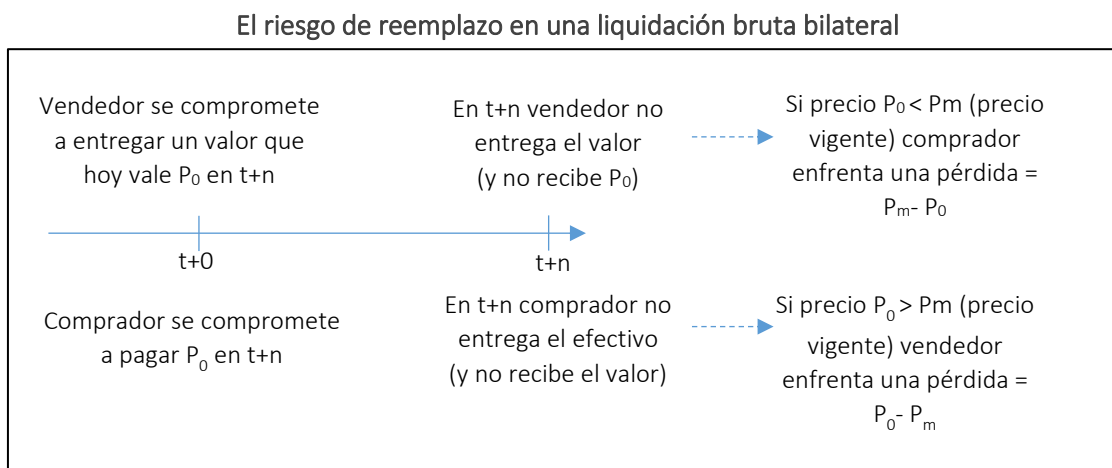 El riesgo de reemplazo en una liquidación bruta bilateral
Vendedor se compromete
a entregar un valor que
hoy vale P₀ en t+n
En t+n vendedor no
entrega el valor
(y no recibe P₀)
Si precio P₀ < Pm (precio
vigente) comprador
enfrenta una pérdida =
Pₘ- P₀
t+0
t+n
Comprador se compromete
a pagar P₀ en t+n
En t+n comprador no
entrega el efectivo
(y no recibe el valor)
Si precio P₀ > Pm (precio
vigente) vendedor
enfrenta una pérdida =
P₀- Pₘ